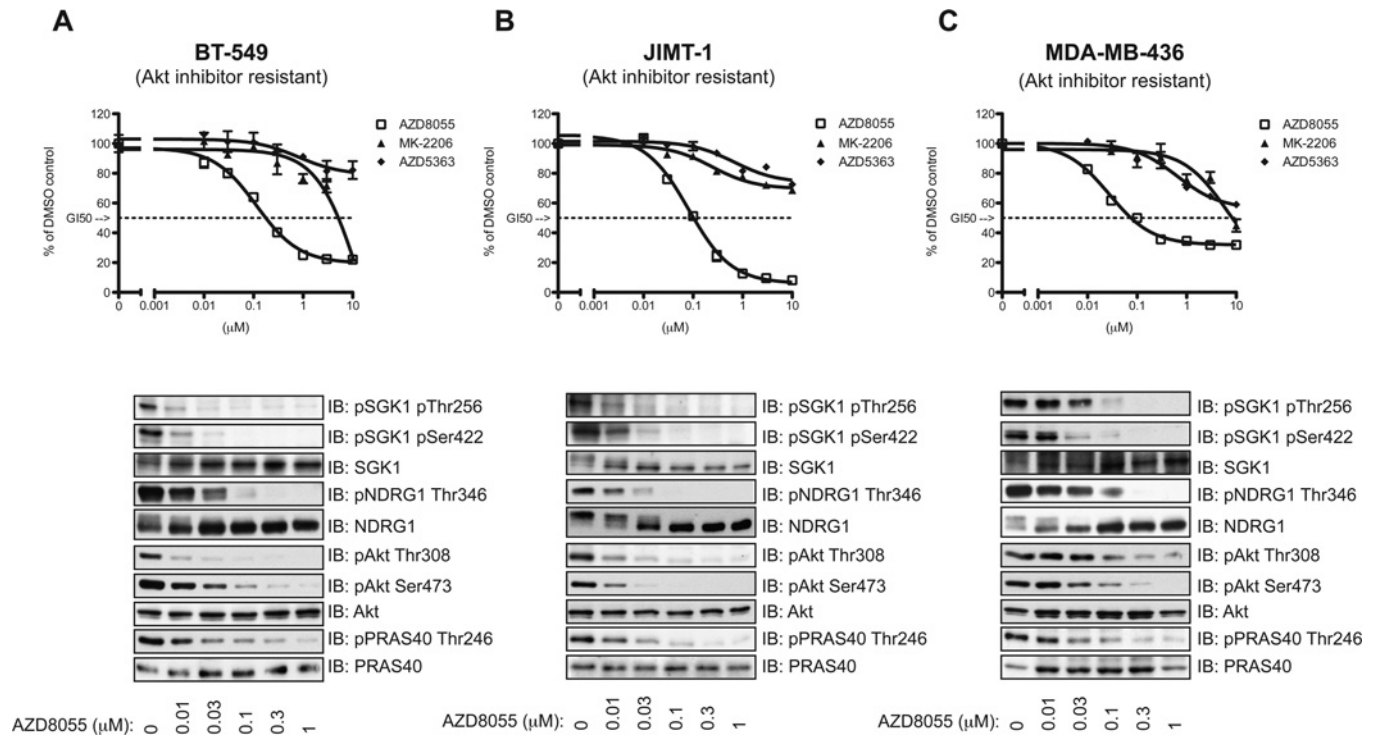 A
BT-549
(Akt inhibitor resistant)
120
100
80
60
40
20
0
% of DMSO control
GI50 -->
0
0.001
0.01
0.1
1
10
(µM)
AZD8055
MK-2206
AZD5363
IB: pSGK1 pThr256
IB: pSGK1 pSer422
IB: SGK1
IB: pNDRG1 Thr346
IB: NDRG1
IB: pAkt Thr308
IB: pAkt Ser473
IB: Akt
IB: pPRAS40 Thr246
IB: PRAS40
AZD8055 (µM): 0 0.01 0.03 0.1 0.3 1
B
JIMT-1
(Akt inhibitor resistant)
120
100
80
60
40
20
0
% of DMSO control
GI50 -->
0
0.001
0.01
0.1
1
10
(µM)
AZD8055
MK-2206
AZD5363
IB: pSGK1 pThr256
IB: pSGK1 pSer422
IB: SGK1
IB: pNDRG1 Thr346
IB: NDRG1
IB: pAkt Thr308
IB: pAkt Ser473
IB: Akt
IB: pPRAS40 Thr246
IB: PRAS40
AZD8055 (µM): 0 0.01 0.03 0.1 0.3 1
C
MDA-MB-436
(Akt inhibitor resistant)
120
100
80
60
40
20
0
% of DMSO control
GI50 -->
0
0.001
0.01
0.1
1
10
(µM)
AZD8055
MK-2206
AZD5363
IB: pSGK1 pThr256
IB: pSGK1 pSer422
IB: SGK1
IB: pNDRG1 Thr346
IB: NDRG1
IB: pAkt Thr308
IB: pAkt Ser473
IB: Akt
IB: pPRAS40 Thr246
IB: PRAS40
AZD8055 (µM): 0 0.01 0.03 0.1 0.3 1